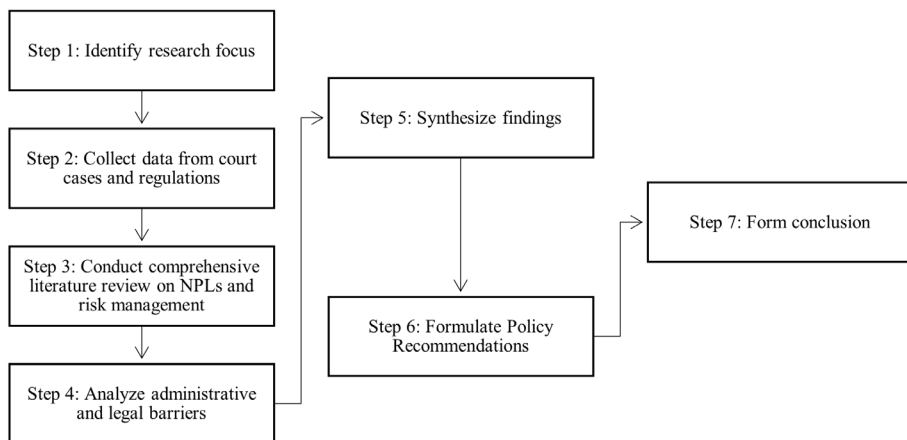 Step 1: Identify research focus
Step 2: Collect data from court
cases and regulations
Step 3: Conduct comprehensive
literature review on NPLs and
risk management
Step 4: Analyze administrative
and legal barriers
Step 5: Synthesize findings
Step 6: Formulate Policy
Recommendations
Step 7: Form conclusion